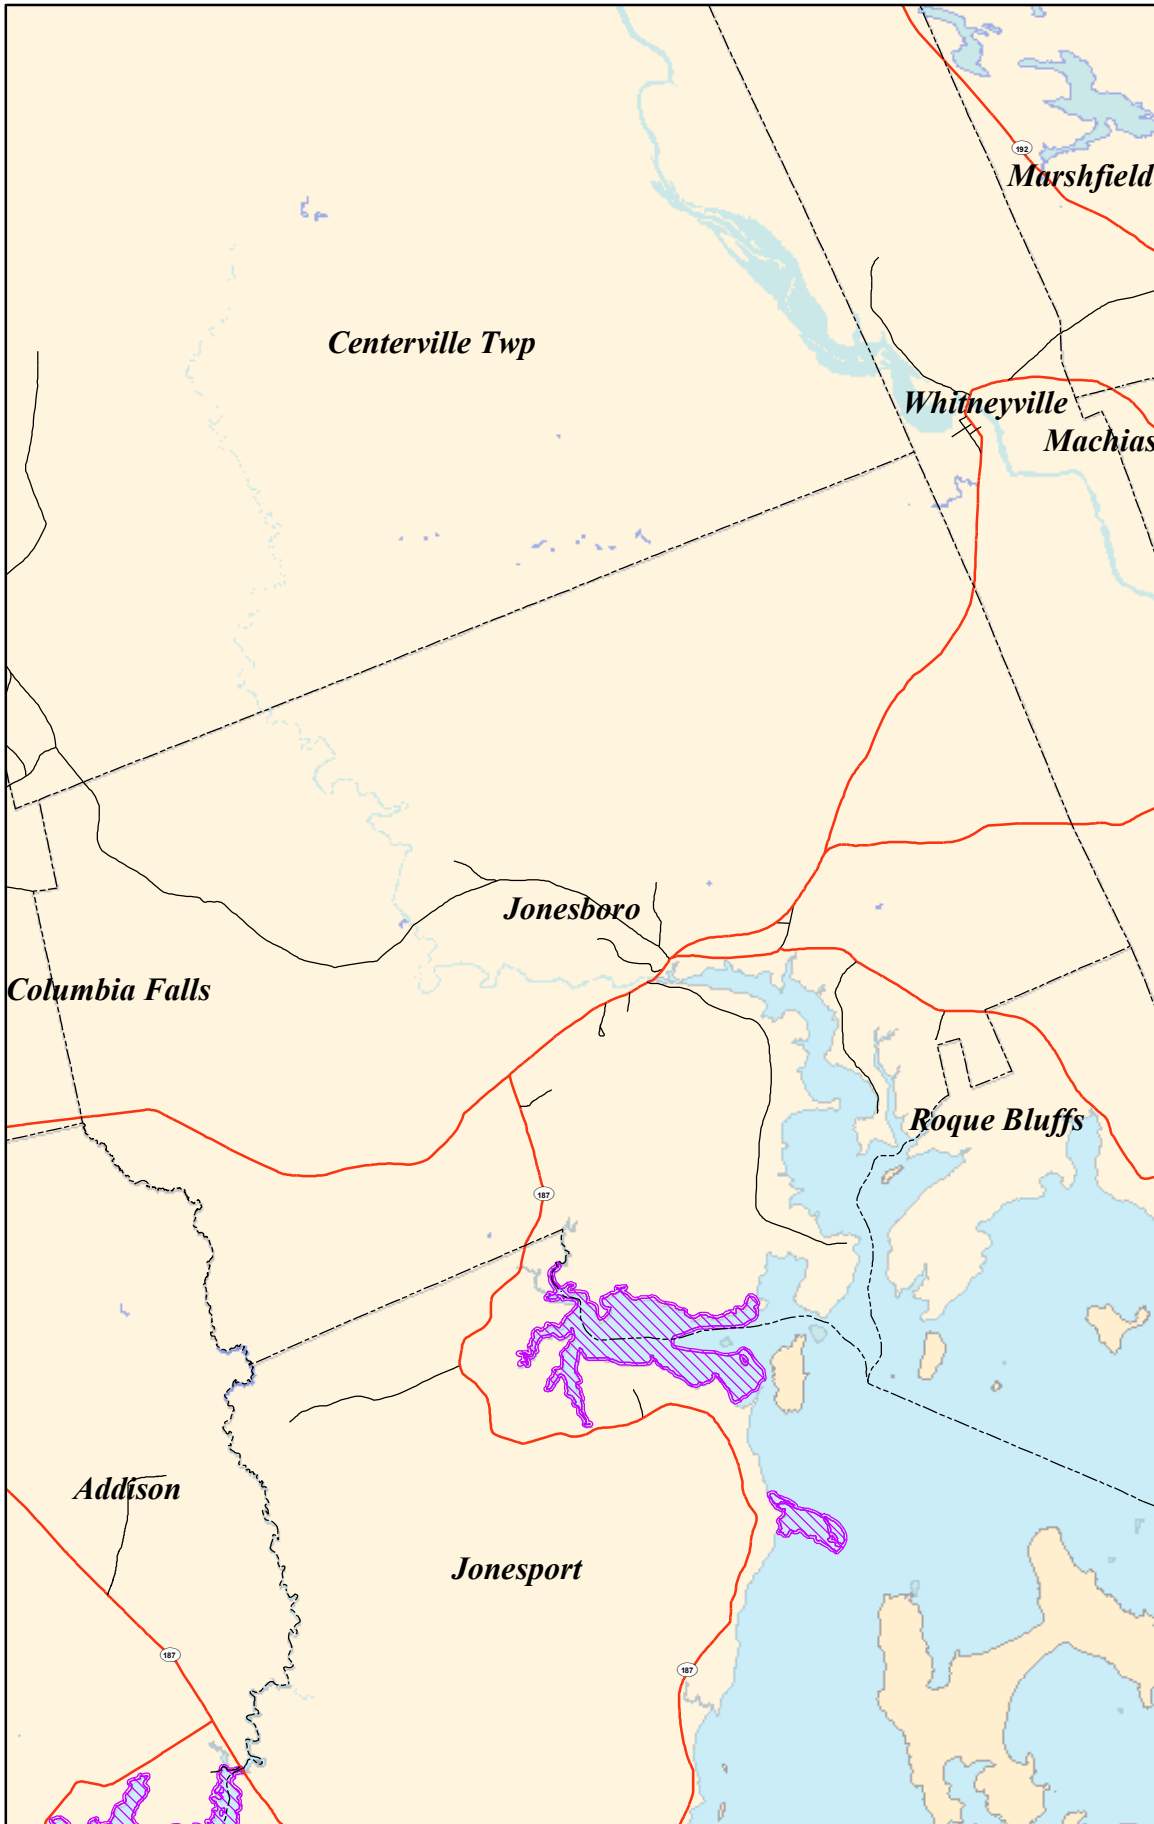 192
Marshfield
Centerville Twp
Whitneyville
Machias
Jonesboro
Columbia Falls
Roque Bluffs
187
Addison
Jonesport
187
187